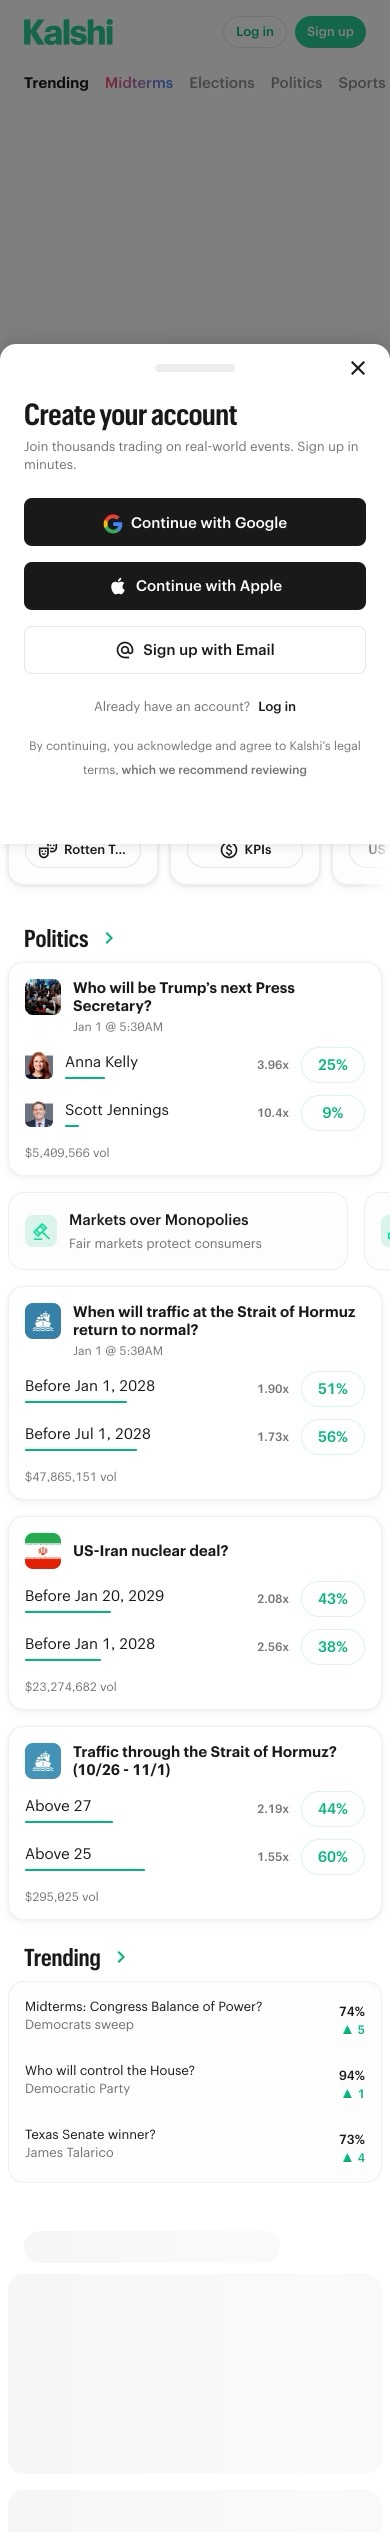 Kalshi
Log in
Sign up
Trending
Midterms
Elections
Politics
Sports
Create your account
Join thousands trading on real-world events. Sign up in
minutes.
Continue with Google
Continue with Apple
Sign up with Email
Already have an account? Log in
By continuing, you acknowledge and agree to Kalshi's legal
terms, which we recommend reviewing
Rotten T...
KPIs
US
Politics
Who will be Trump's next Press
Secretary?
Jan 1 @ 5:30AM
Anna Kelly
3.96x
25%
Scott Jennings
10.4x
9%
$5,409,566 vol
Markets over Monopolies
Fair markets protect consumers
When will traffic at the Strait of Hormuz
return to normal?
Jan 1 @ 5:30AM
Before Jan 1, 2028
1.90x
51%
Before Jul 1, 2028
1.73x
56%
$47,865,151 vol
US-Iran nuclear deal?
Before Jan 20, 2029
2.08x
43%
Before Jan 1, 2028
2.56x
38%
$23,274,682 vol
Traffic through the Strait of Hormuz?
(10/26 - 11/1)
Above 27
2.19x
44%
Above 25
1.55x
60%
$295,025 vol
Trending
Midterms: Congress Balance of Power?
74%
Democrats sweep
▲ 5
Who will control the House?
94%
Democratic Party
▲ 1
Texas Senate winner?
73%
James Talarico
▲ 4